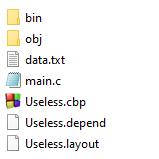 bin
obj
data.txt
main.c
Useless.cbp
Useless.depend
Useless.layout